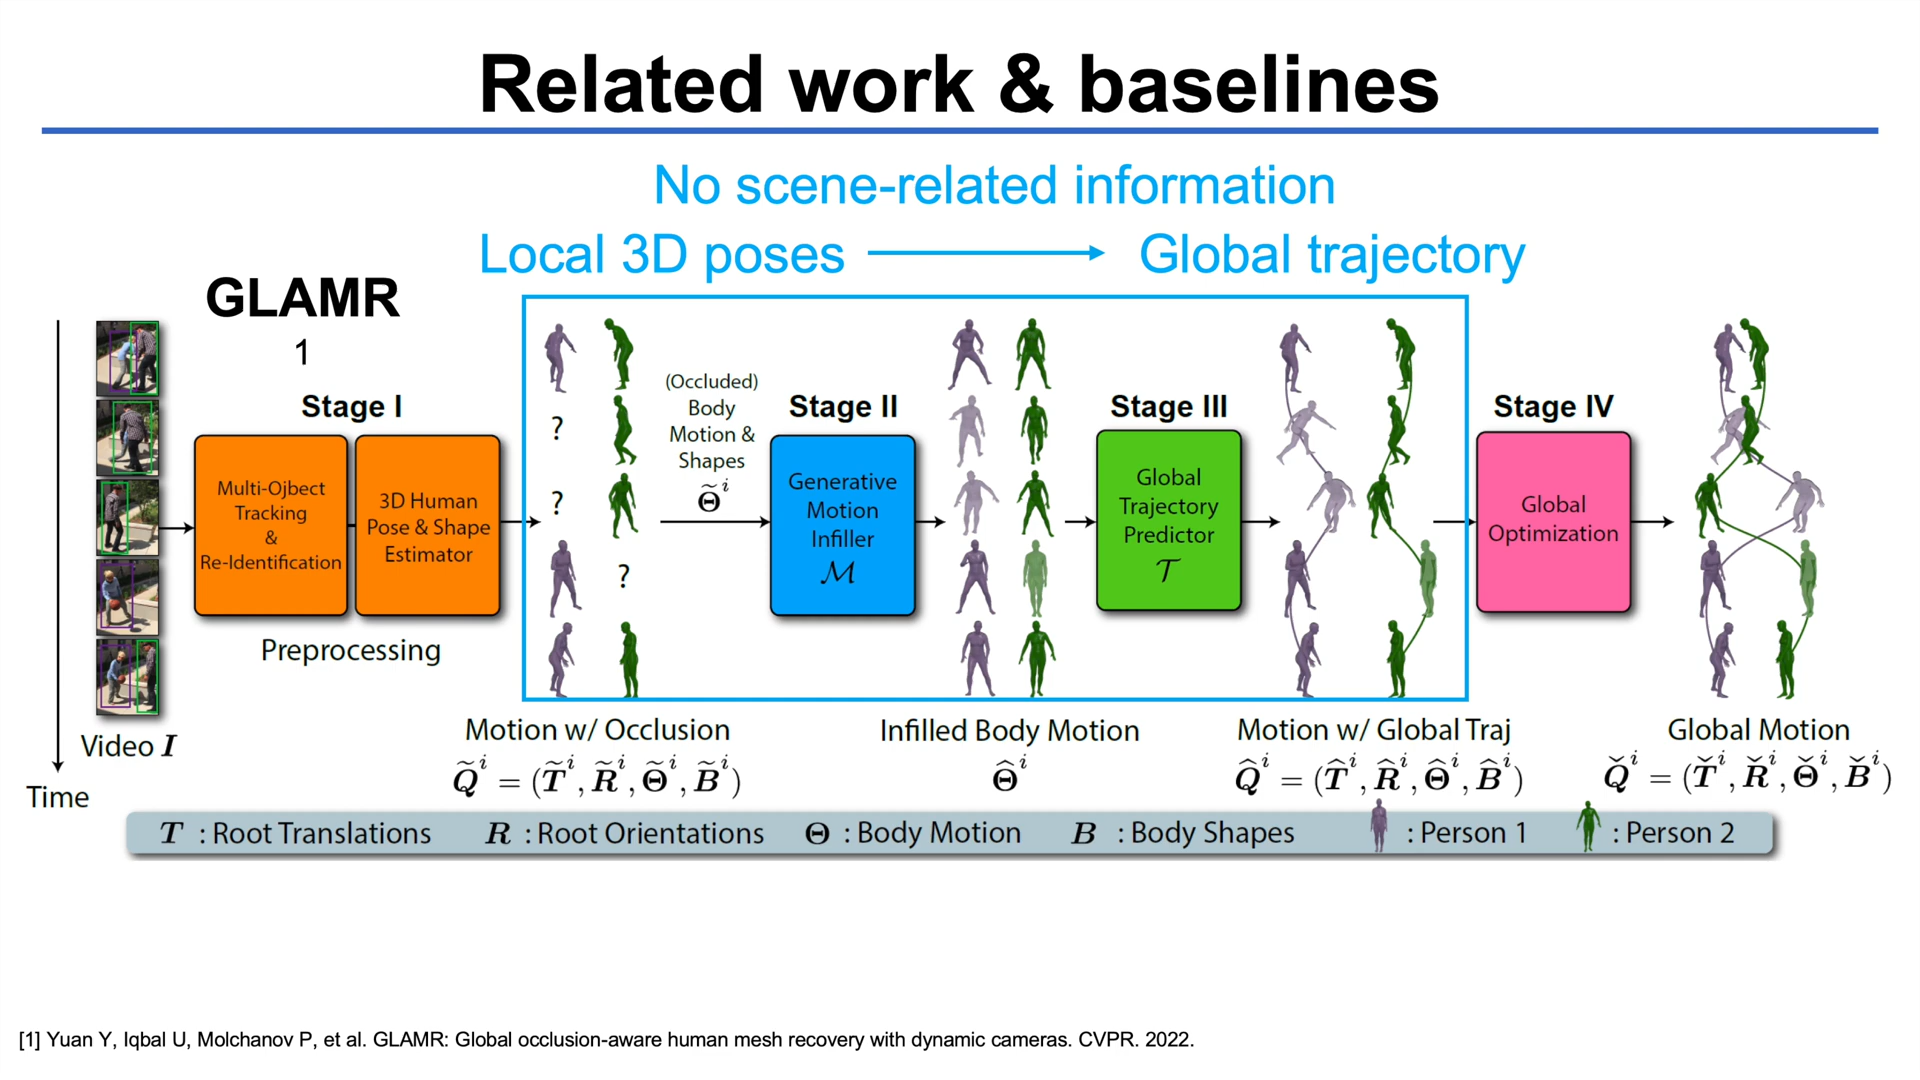 Related work & baselines
No scene-related information
Local 3D poses
Global trajectory
GLAMR
1
Stage I
Multi-Ojbect
Tracking
&
Re-Identification
3D Human
Pose & Shape
Estimator
Preprocessing
Video I
Time
?
?
?
(Occluded)
Body
Motion &
Shapes
Θ̃^i
Stage II
Generative
Motion
Infiller
ℳ
Stage III
Global
Trajectory
Predictor
𝒯
Stage IV
Global
Optimization
Motion w/ Occlusion
Q̃^i = (T̃^i, R̃^i, Θ̃^i, B̃^i)
Infilled Body Motion
Θ̂^i
Motion w/ Global Traj
Q̂^i = (T̂^i, R̂^i, Θ̂^i, B̂^i)
Global Motion
Q̌^i = (Ť^i, Ř^i, Θ̌^i, B̌^i)
T : Root Translations R : Root Orientations Θ : Body Motion B : Body Shapes : Person 1 : Person 2
[1] Yuan Y, Iqbal U, Molchanov P, et al. GLAMR: Global occlusion-aware human mesh recovery with dynamic cameras. CVPR. 2022.